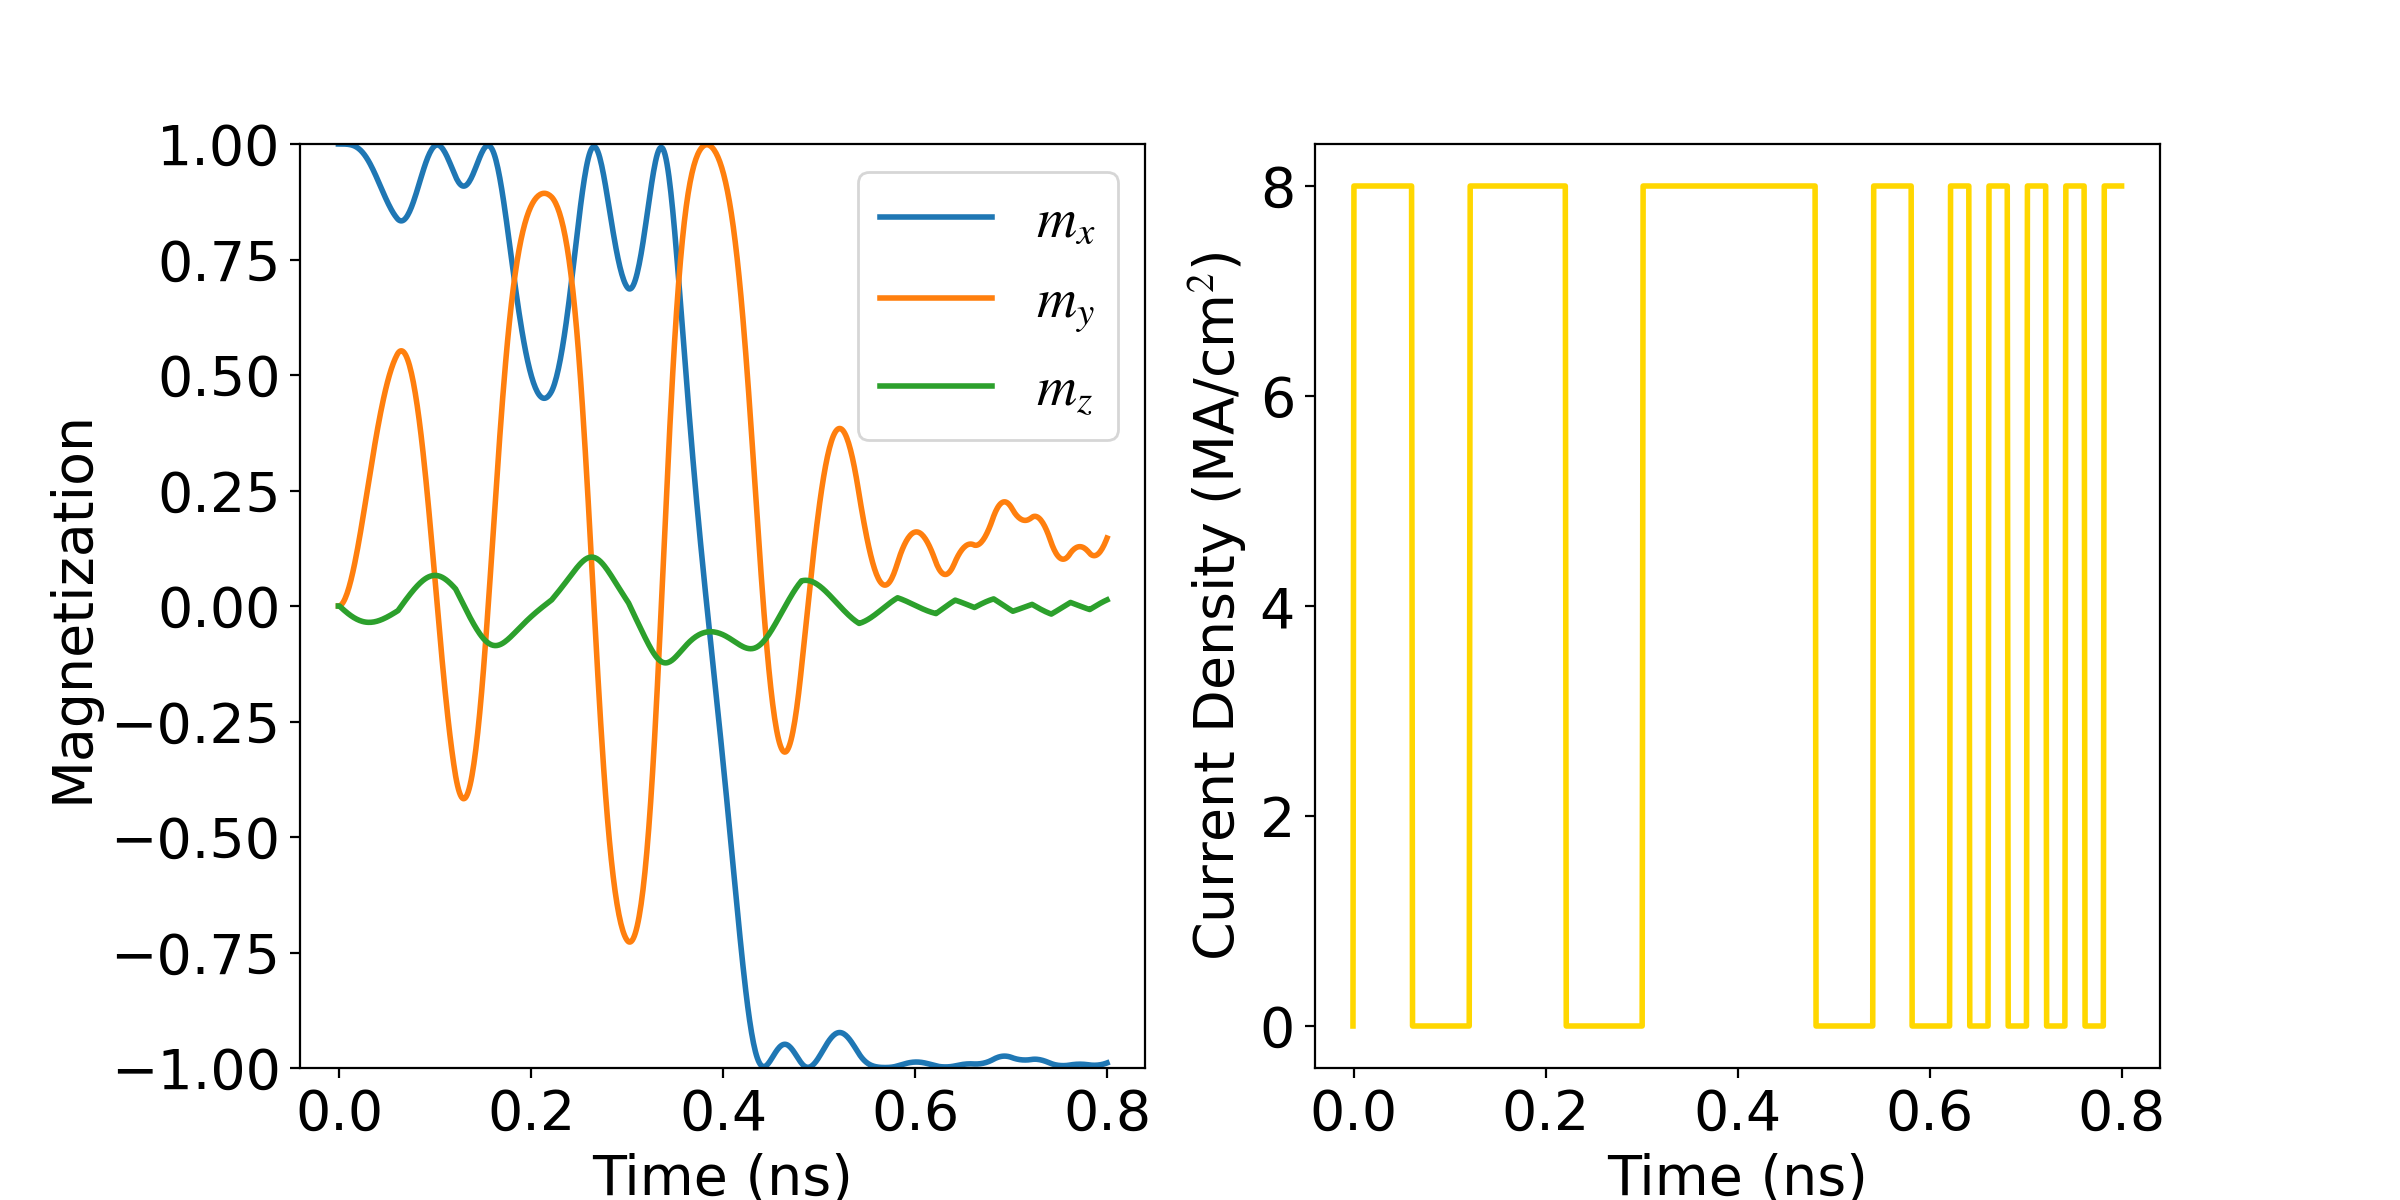 Magnetization
1.00
0.75
0.50
0.25
0.00
−0.25
−0.50
−0.75
−1.00
0.0 0.2 0.4 0.6 0.8
Time (ns)
m_x
m_y
m_z
Current Density (MA/cm²)
8
6
4
2
0
0.0 0.2 0.4 0.6 0.8
Time (ns)